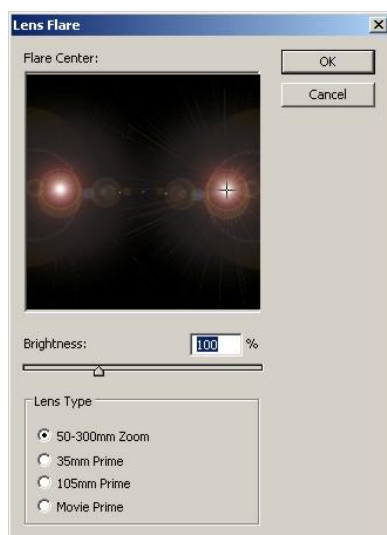 Lens Flare
Flare Center:
OK
Cancel
Brightness:
100 %
Lens Type
50-300mm Zoom
35mm Prime
105mm Prime
Movie Prime